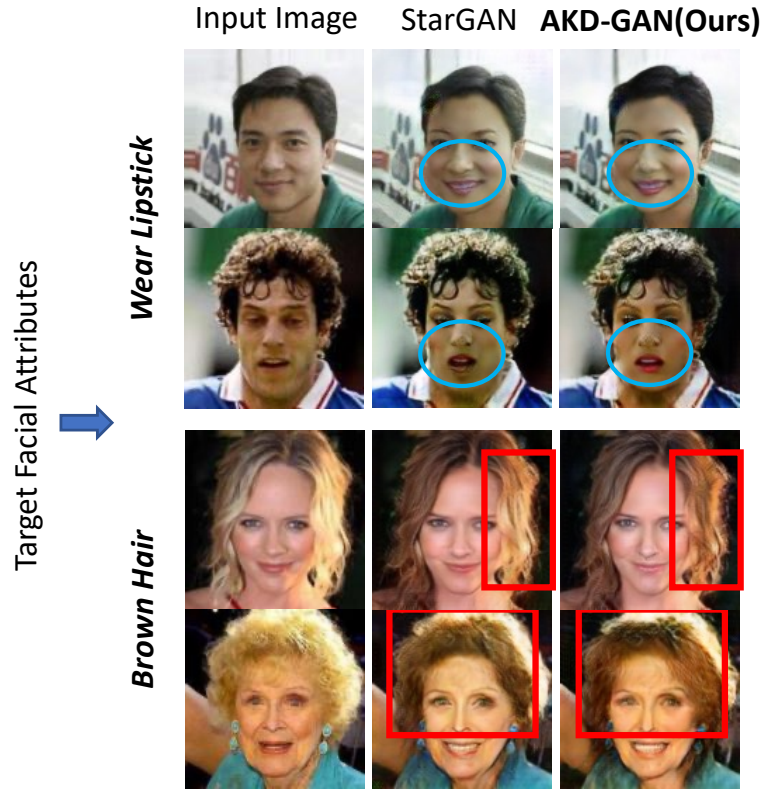 Input Image
StarGAN
AKD-GAN(Ours)
Target Facial Attributes
Wear Lipstick
Brown Hair